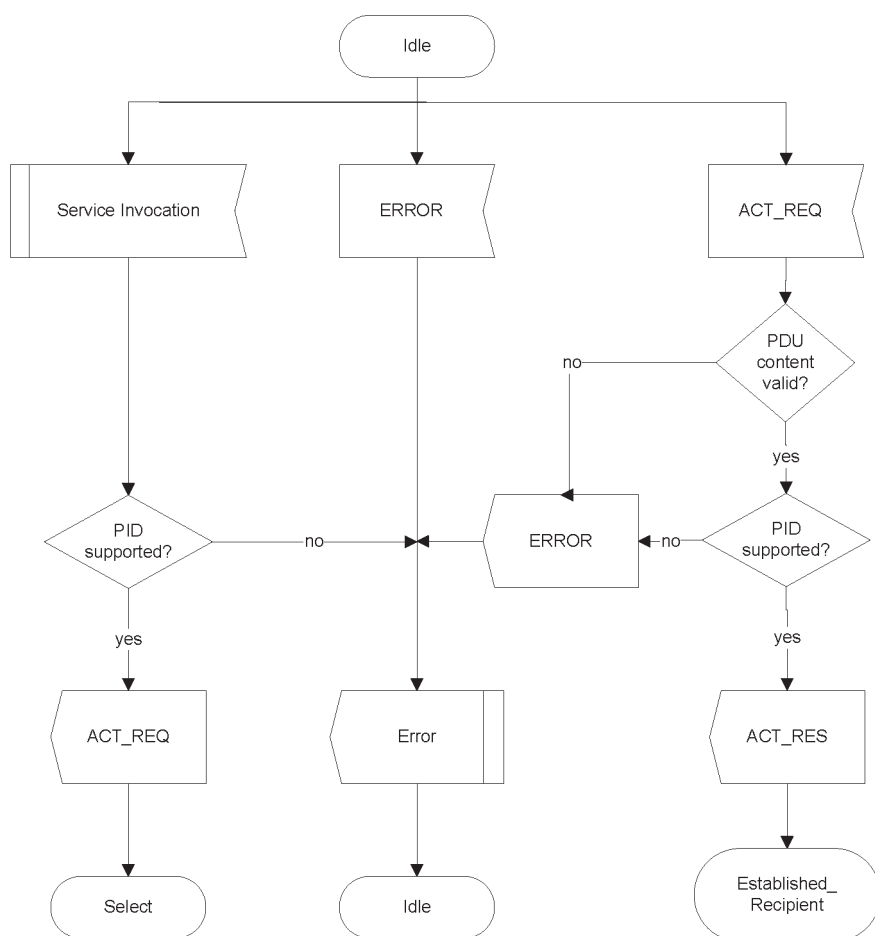 Idle
Service Invocation
ERROR
ACT_REQ
PDU
content
valid?
no
yes
PID
supported?
no
ERROR
no
PID
supported?
yes
yes
ACT_REQ
Error
ACT_RES
Select
Idle
Established_
Recipient